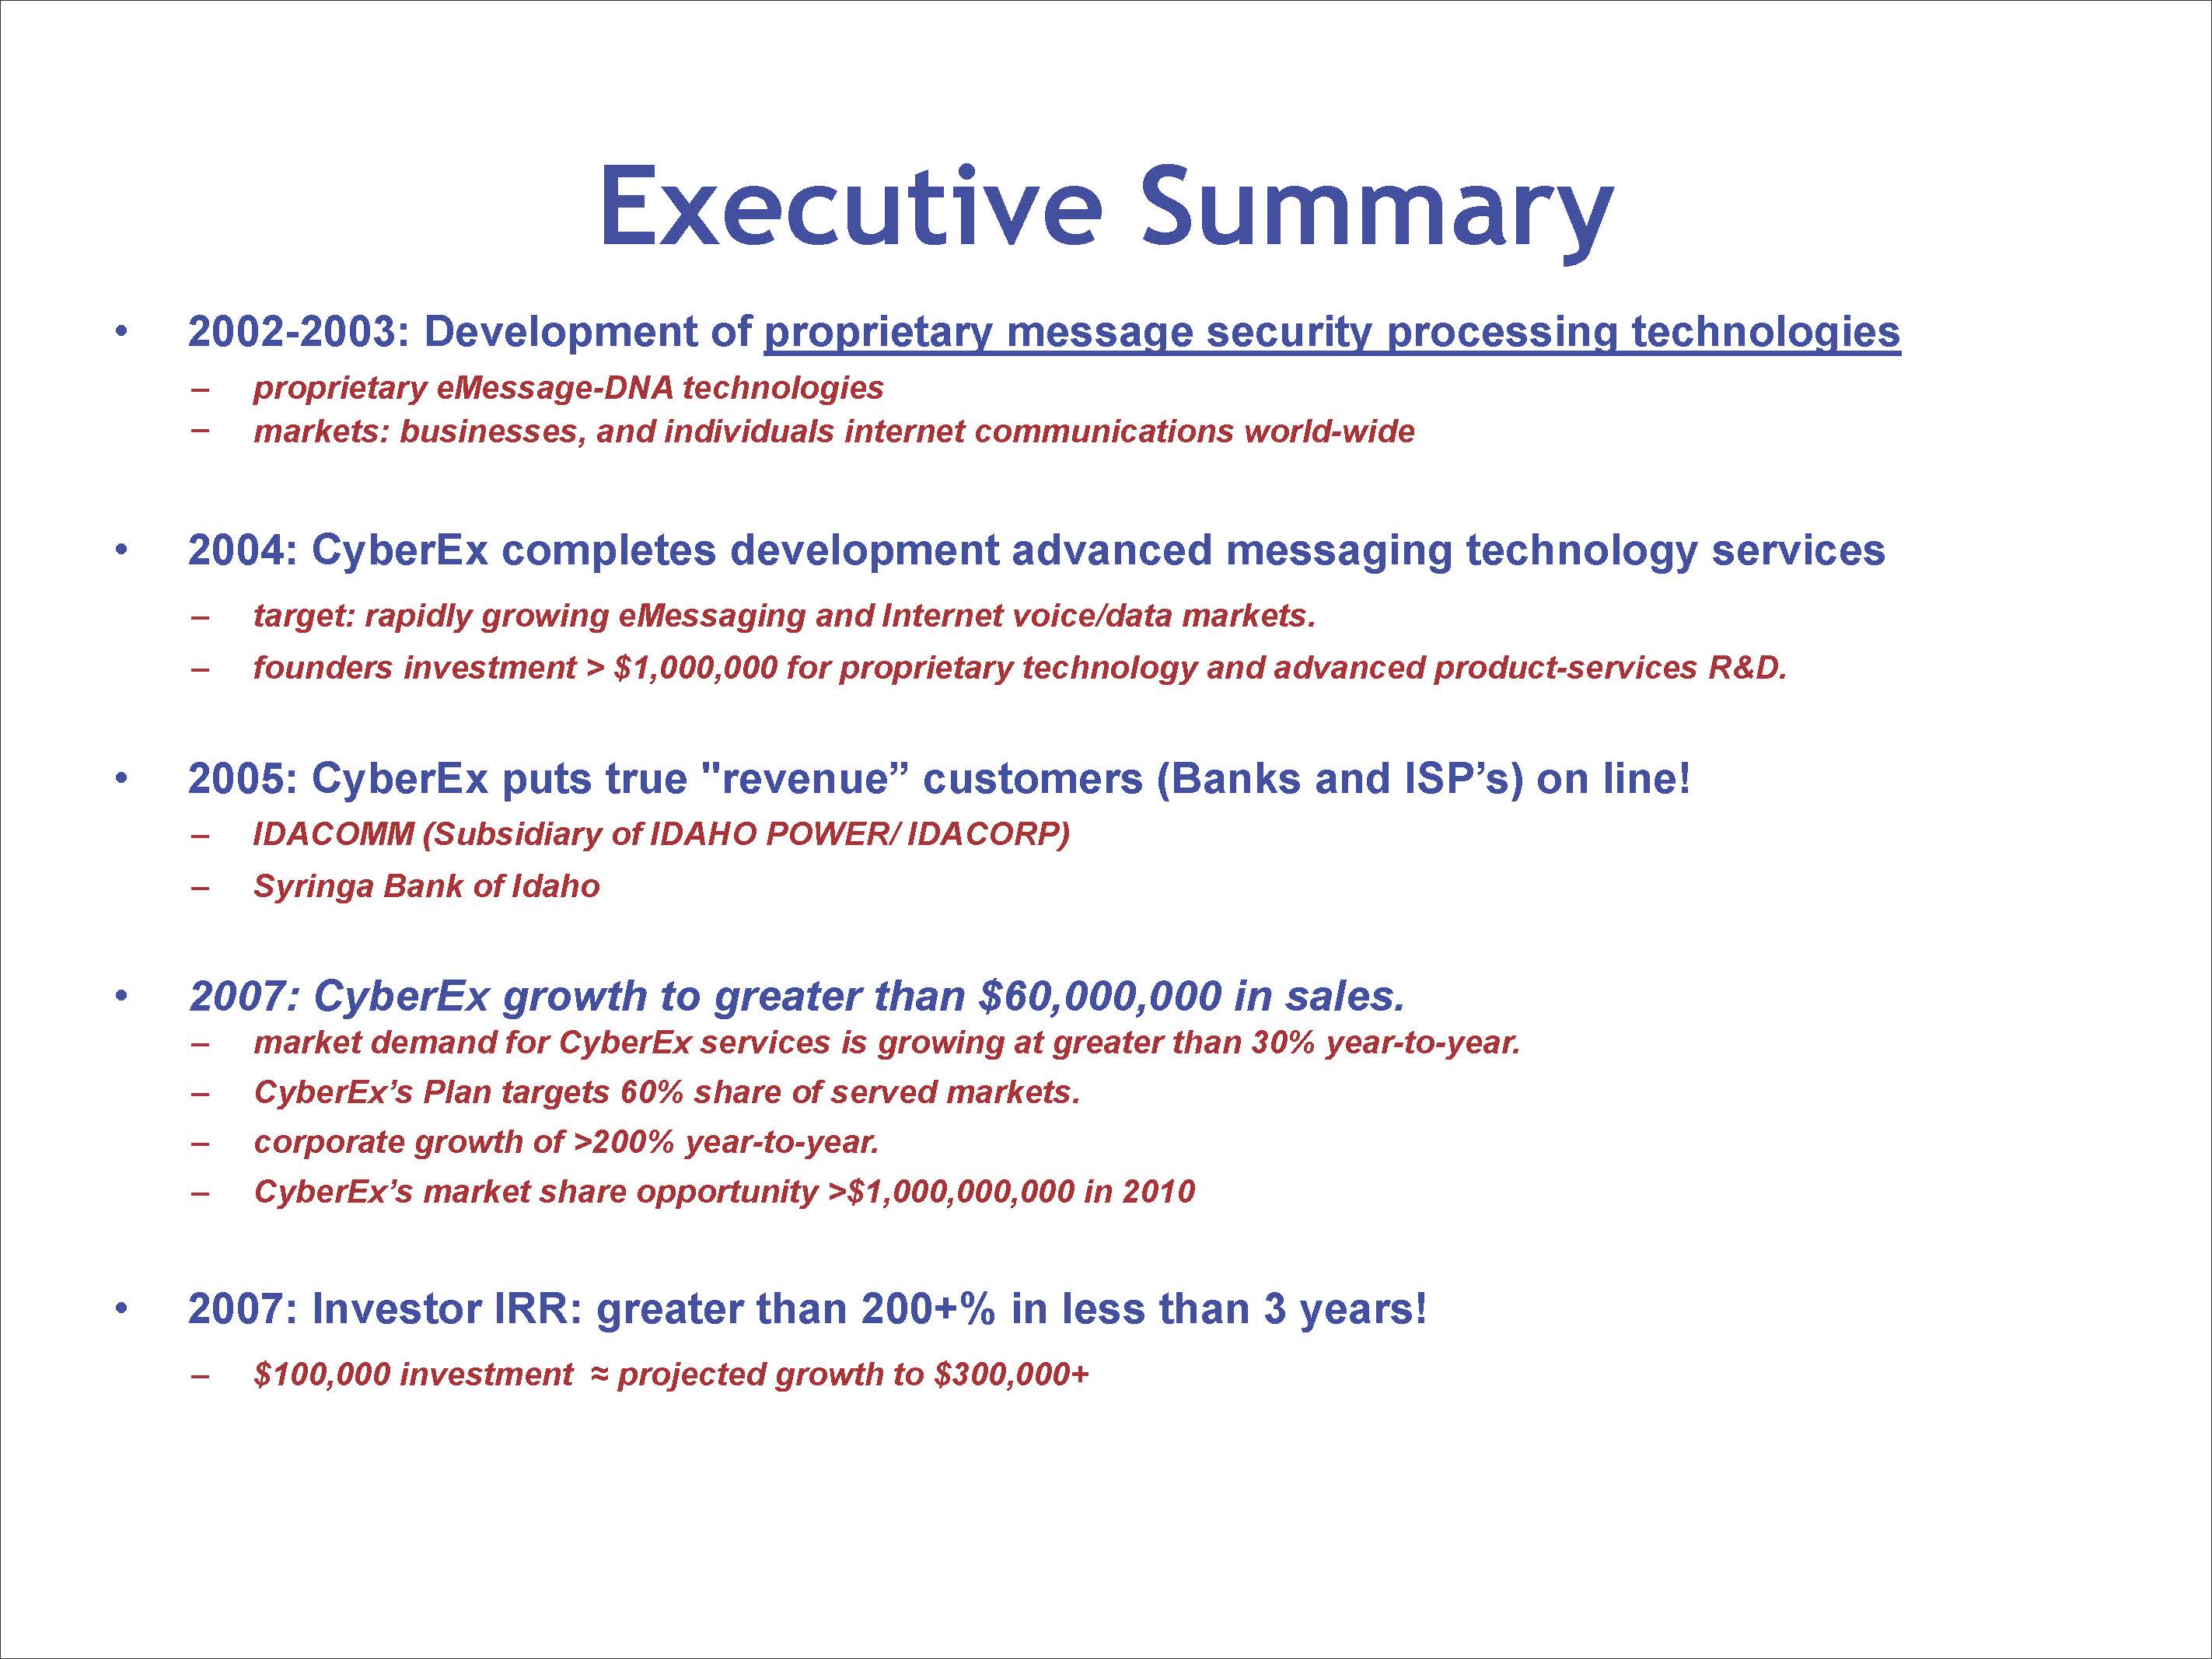 Executive Summary
• 2002-2003: Development of proprietary message security processing technologies
– proprietary eMessage-DNA technologies
– markets: businesses, and individuals internet communications world-wide
• 2004: CyberEx completes development advanced messaging technology services
– target: rapidly growing eMessaging and Internet voice/data markets.
– founders investment > $1,000,000 for proprietary technology and advanced product-services R&D.
• 2005: CyberEx puts true "revenue” customers (Banks and ISP’s) on line!
– IDACOMM (Subsidiary of IDAHO POWER/ IDACORP)
– Syringa Bank of Idaho
• 2007: CyberEx growth to greater than $60,000,000 in sales.
– market demand for CyberEx services is growing at greater than 30% year-to-year.
– CyberEx’s Plan targets 60% share of served markets.
– corporate growth of >200% year-to-year.
– CyberEx’s market share opportunity >$1,000,000,000 in 2010
• 2007: Investor IRR: greater than 200+% in less than 3 years!
– $100,000 investment ≈ projected growth to $300,000+